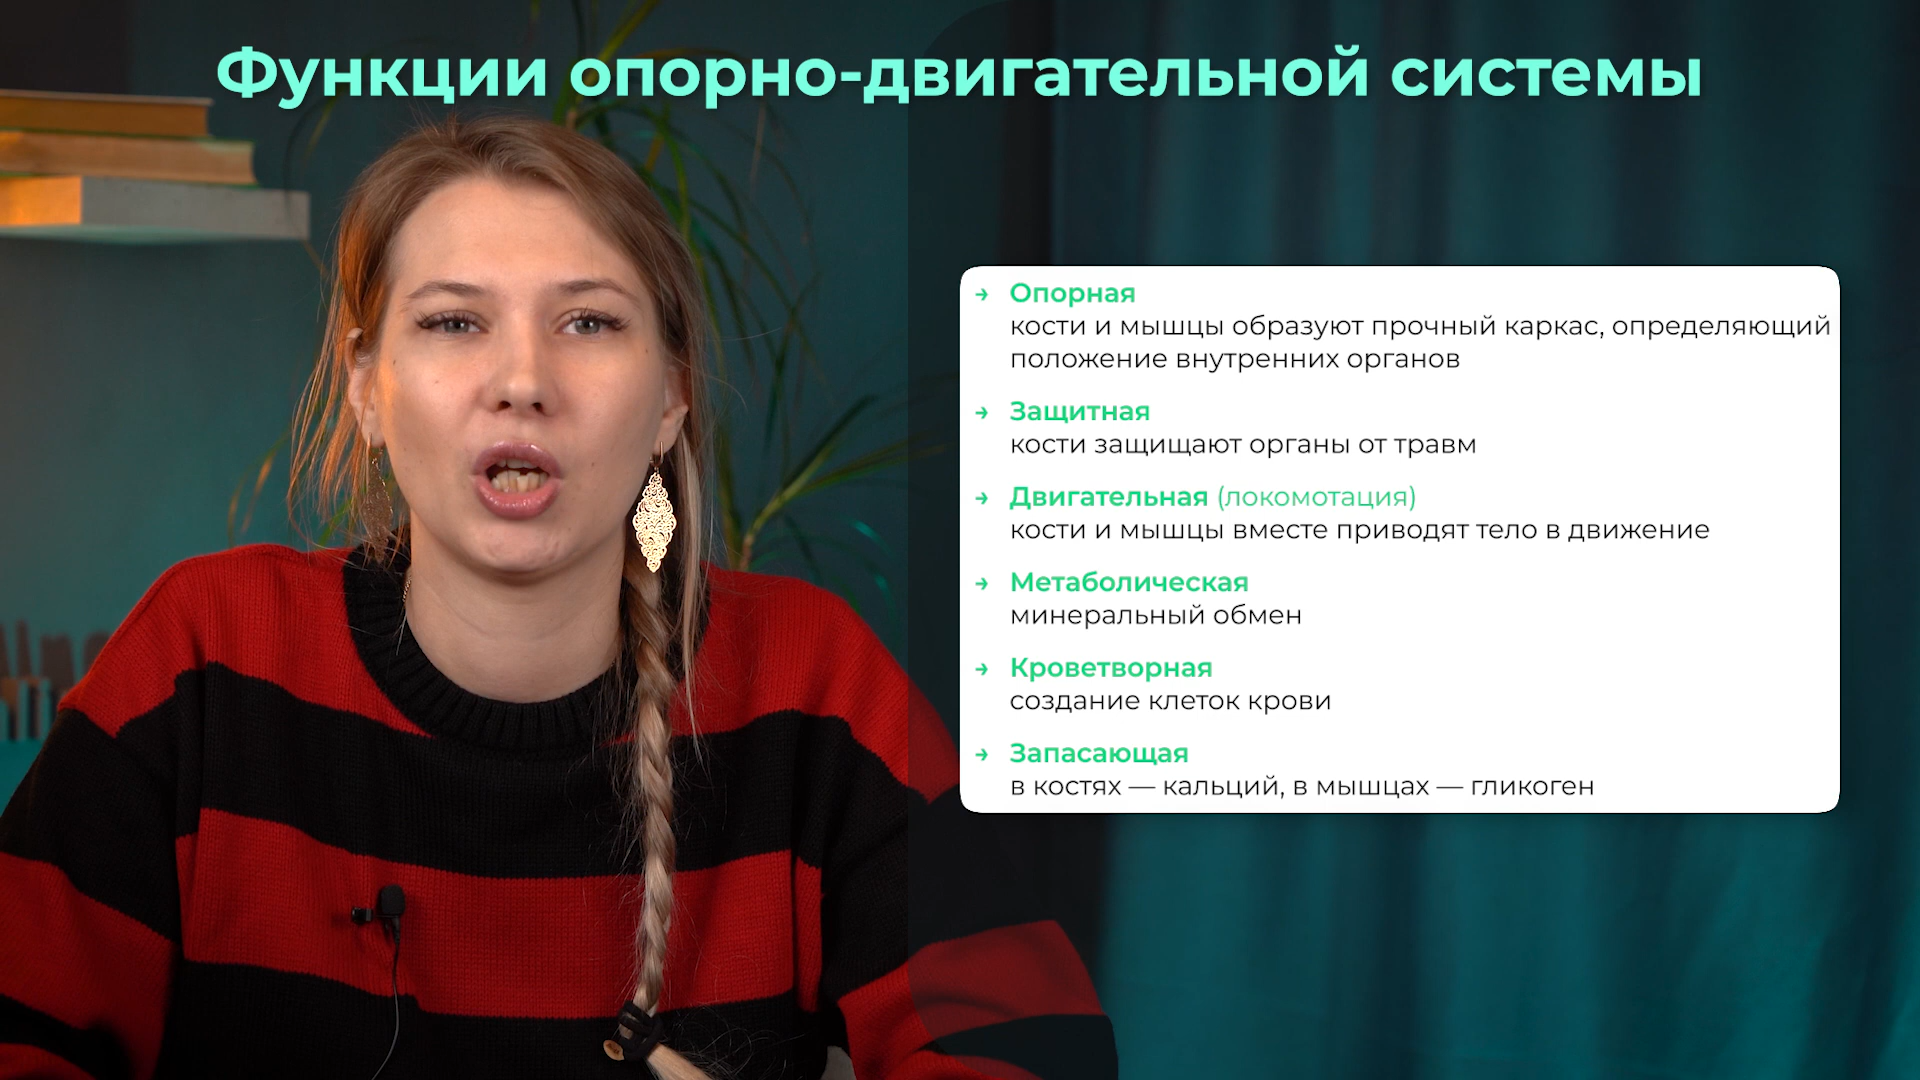 Функции опорно-двигательной системы
→ Опорная
кости и мышцы образуют прочный каркас, определяющий
положение внутренних органов
→ Защитная
кости защищают органы от травм
→ Двигательная (локомотация)
кости и мышцы вместе приводят тело в движение
→ Метаболическая
минеральный обмен
→ Кроветворная
создание клеток крови
→ Запасающая
в костях — кальций, в мышцах — гликоген